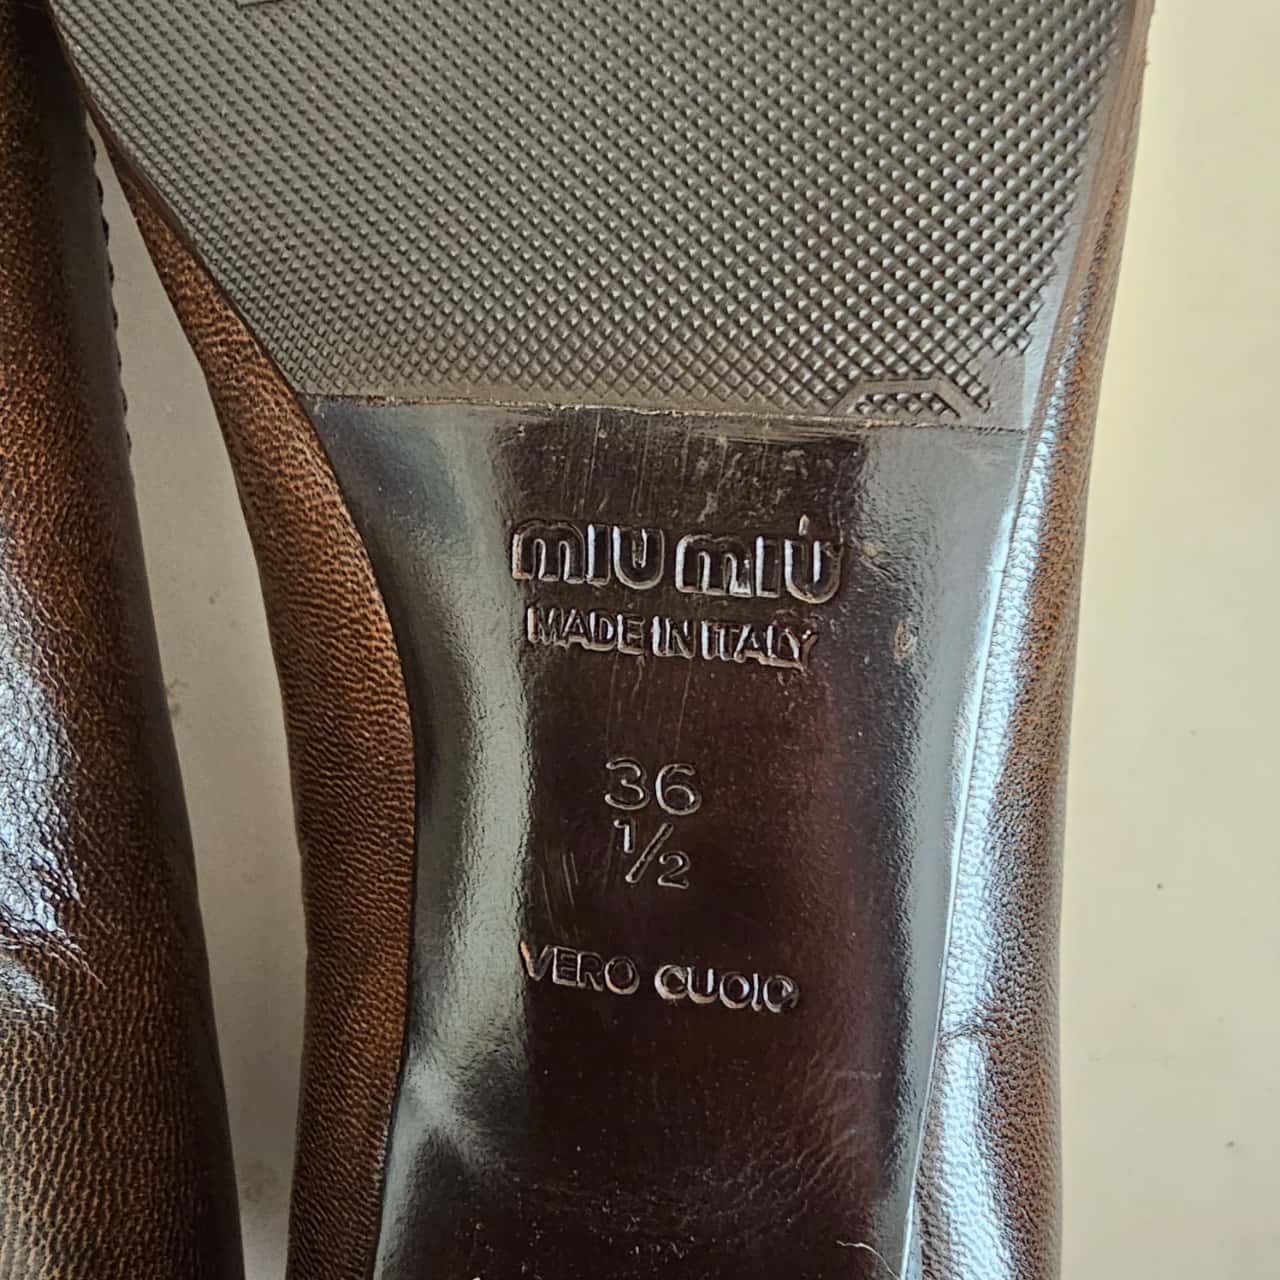 MIU MIU
MADE IN ITALY
36
1/2
VERO CUOIO